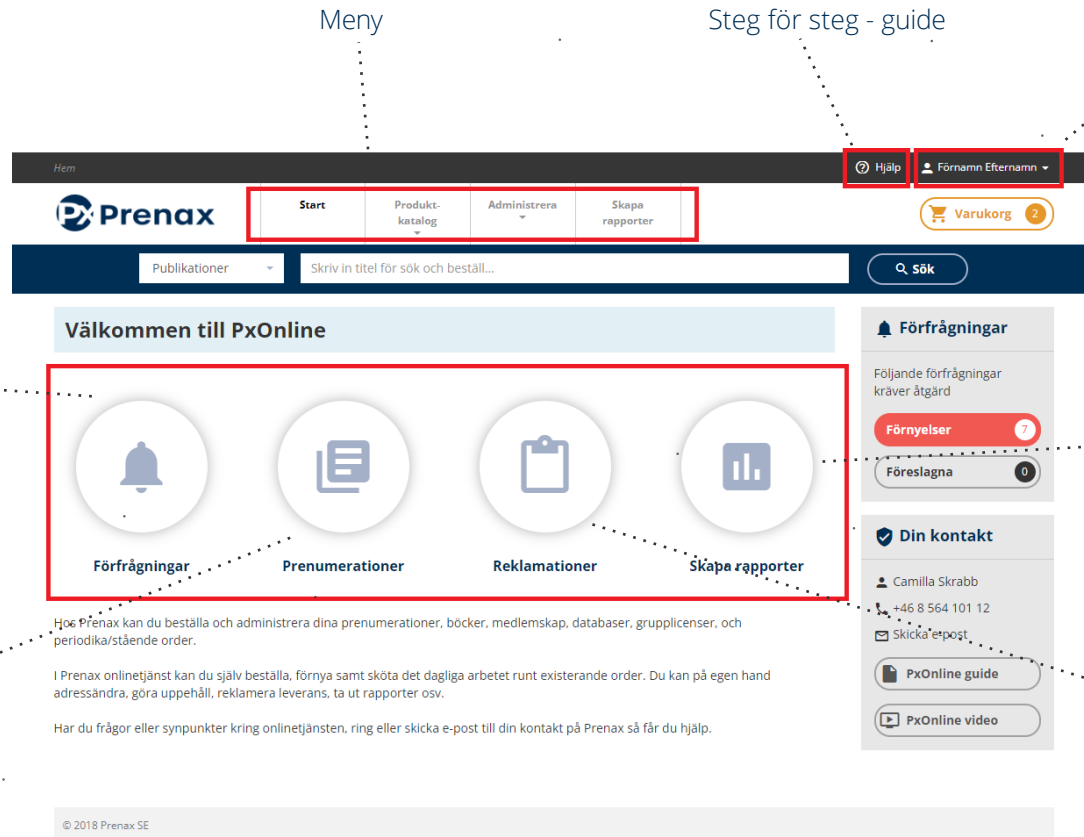 Meny
Steg för steg - guide
Hem
Hjälp
Förnamn Efternamn
Px Prenax
Start
Produkt-
katalog
Administrera
Skapa
rapporter
Varukorg 2
Publikationer
Skriv in titel för sök och beställ...
Sök
Välkommen till PxOnline
Förfrågningar
Prenumerationer
Reklamationer
Skapa rapporter
Hos Prenax kan du beställa och administrera dina prenumerationer, böcker, medlemskap, databaser, grupplicenser, och
periodika/stående order.
I Prenax onlinetjänst kan du själv beställa, förnya samt sköta det dagliga arbetet runt existerande order. Du kan på egen hand
adressändra, göra uppehåll, reklamera leverans, ta ut rapporter osv.
Har du frågor eller synpunkter kring onlinetjänsten, ring eller skicka e-post till din kontakt på Prenax så får du hjälp.
Förfrågningar
Följande förfrågningar
kräver åtgärd
Förnyelser 7
Föreslagna 0
Din kontakt
Camilla Skrabb
+46 8 564 101 12
Skicka e-post
PxOnline guide
PxOnline video
© 2018 Prenax SE